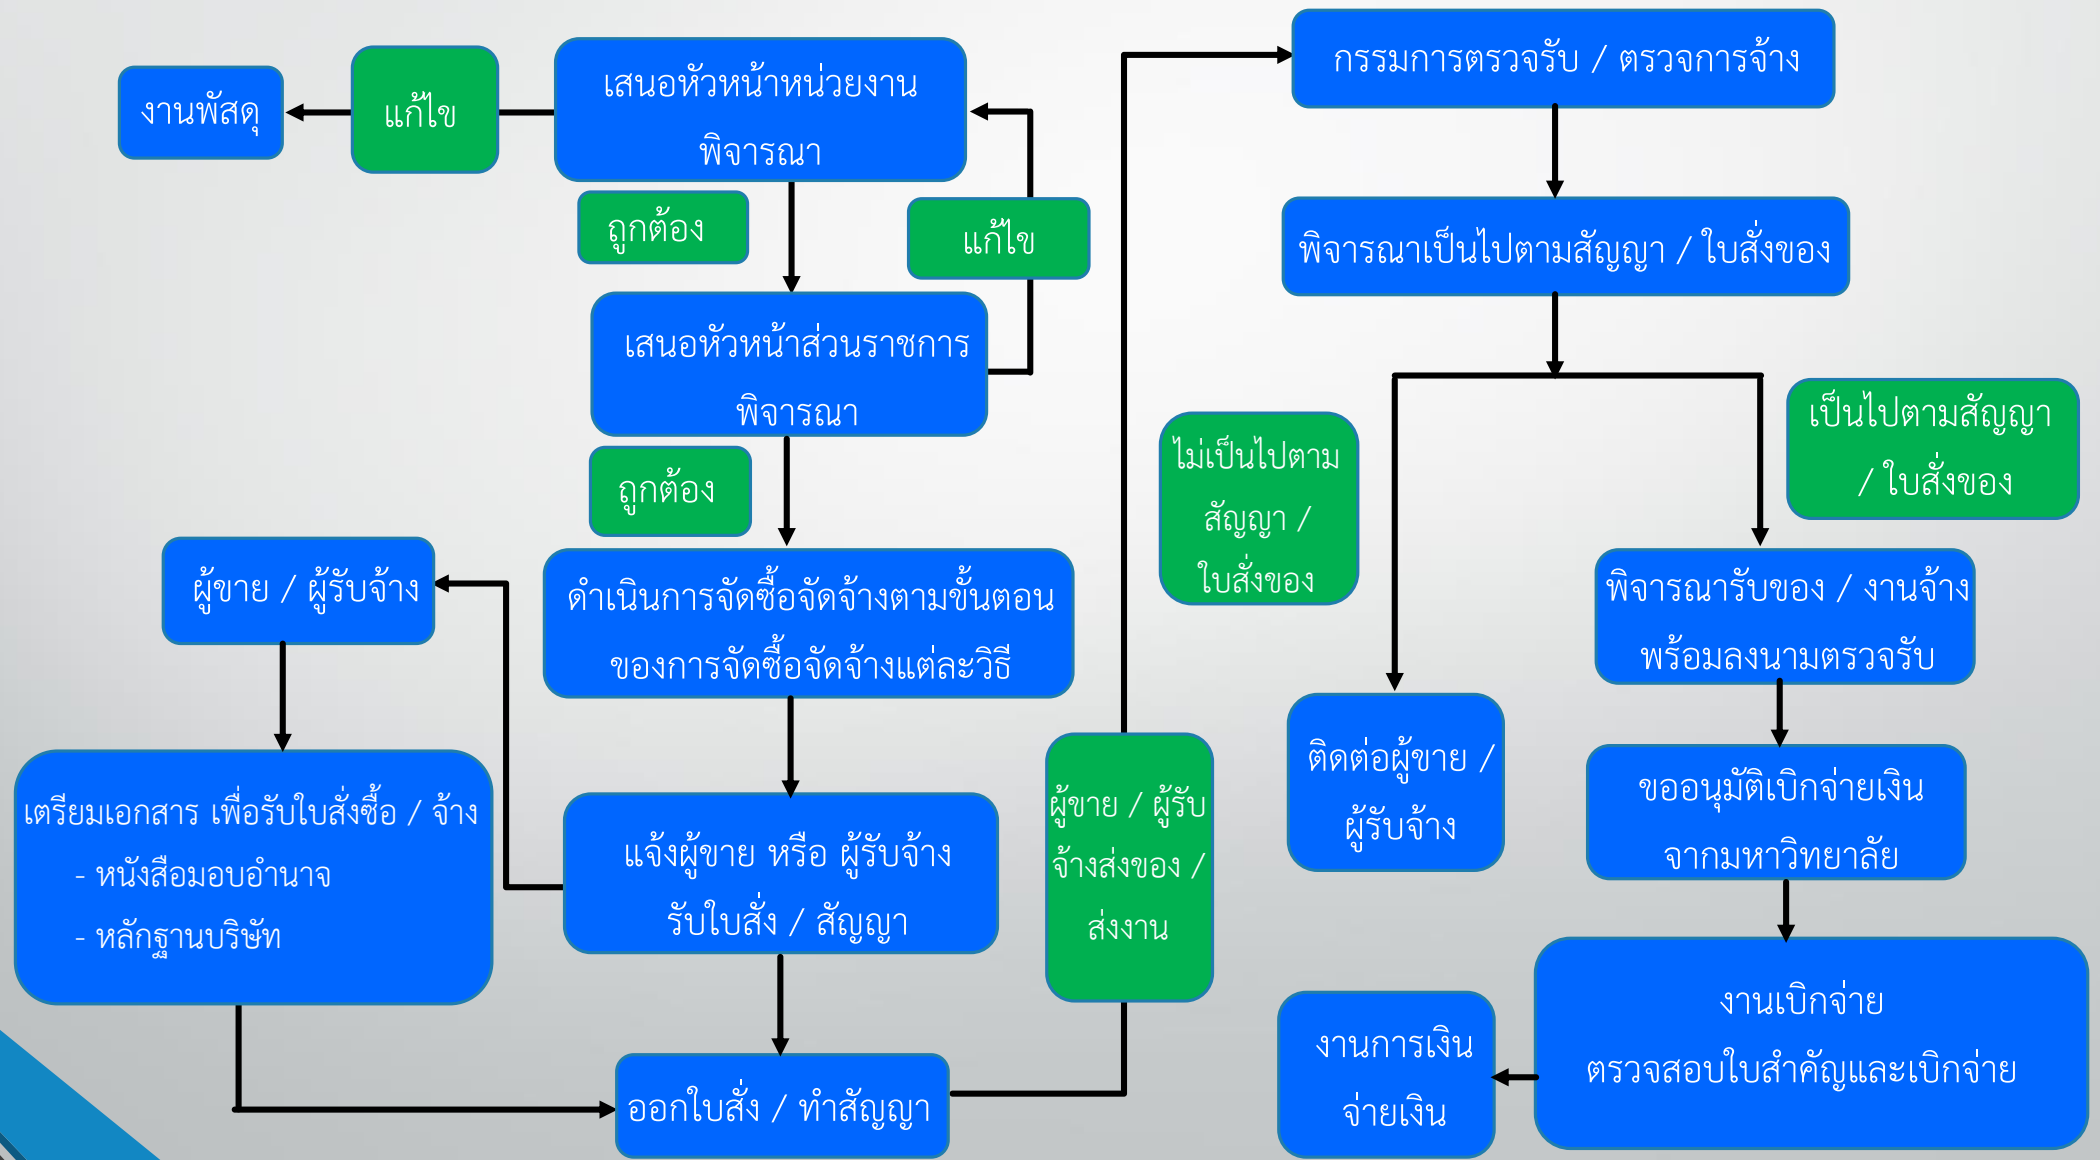 งานพัสดุ
แก้ไข
เสนอหัวหน้าหน่วยงาน
พิจารณา
ถูกต้อง
แก้ไข
เสนอหัวหน้าส่วนราชการ
พิจารณา
ถูกต้อง
ดำเนินการจัดซื้อจัดจ้างตามขั้นตอน
ของการจัดซื้อจัดจ้างแต่ละวิธี
ผู้ขาย / ผู้รับจ้าง
เตรียมเอกสาร เพื่อรับใบสั่งซื้อ / จ้าง
- หนังสือมอบอำนาจ
- หลักฐานบริษัท
แจ้งผู้ขาย หรือ ผู้รับจ้าง
รับใบสั่ง / สัญญา
ออกใบสั่ง / ทำสัญญา
ผู้ขาย / ผู้รับ
จ้างส่งของ /
ส่งงาน
กรรมการตรวจรับ / ตรวจการจ้าง
พิจารณาเป็นไปตามสัญญา / ใบสั่งของ
ไม่เป็นไปตาม
สัญญา /
ใบสั่งของ
เป็นไปตามสัญญา
/ ใบสั่งของ
ติดต่อผู้ขาย /
ผู้รับจ้าง
พิจารณารับของ / งานจ้าง
พร้อมลงนามตรวจรับ
ขออนุมัติเบิกจ่ายเงิน
จากมหาวิทยาลัย
งานเบิกจ่าย
ตรวจสอบใบสำคัญและเบิกจ่าย
งานการเงิน
จ่ายเงิน